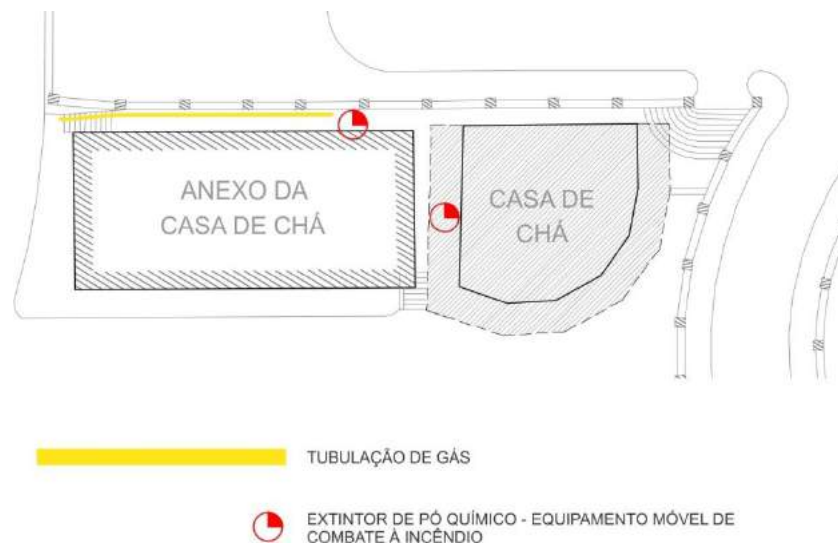 ANEXO DA
CASA DE CHÁ
CASA DE
CHÁ
TUBULAÇÃO DE GÁS
EXTINTOR DE PÓ QUÍMICO - EQUIPAMENTO MÓVEL DE
COMBATE À INCÊNDIO